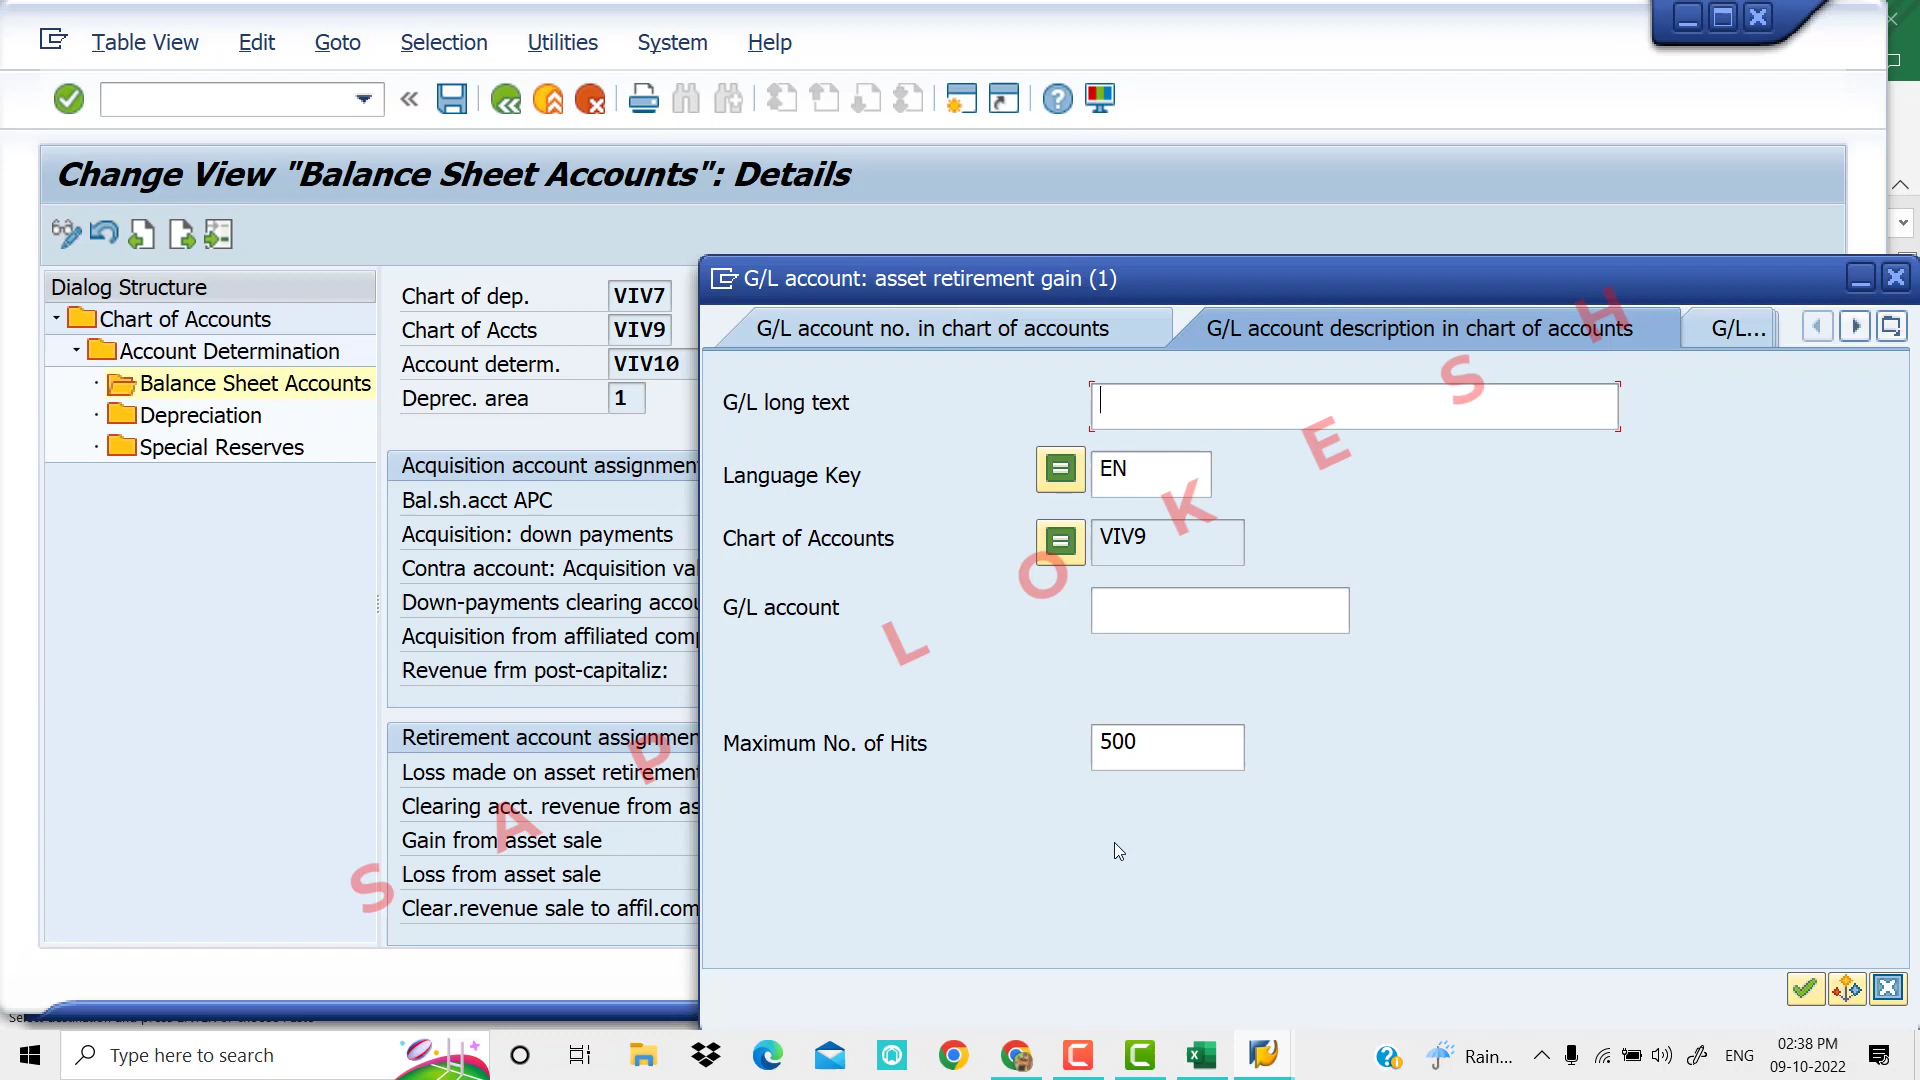 Table View Edit Goto Selection Utilities System Help
Change View "Balance Sheet Accounts": Details
Dialog Structure
Chart of Accounts
Account Determination
Balance Sheet Accounts
Depreciation
Special Reserves
Chart of dep. VIV7
Chart of Accts VIV9
Account determ. VIV10
Deprec. area 1
Acquisition account assignmen
Bal.sh.acct APC
Acquisition: down payments
Contra account: Acquisition val
Down-payments clearing accou
Acquisition from affiliated comp
Revenue frm post-capitaliz:
Retirement account assignmen
Loss made on asset retirement
Clearing acct. revenue from as
Gain from asset sale
Loss from asset sale
Clear.revenue sale to affil.com
G/L account: asset retirement gain (1)
G/L account no. in chart of accounts G/L account description in chart of accounts G/L...
G/L long text
Language Key EN
Chart of Accounts VIV9
G/L account
Maximum No. of Hits 500
SAP LOKESH
Type here to search
Rain... ENG
02:38 PM
09-10-2022